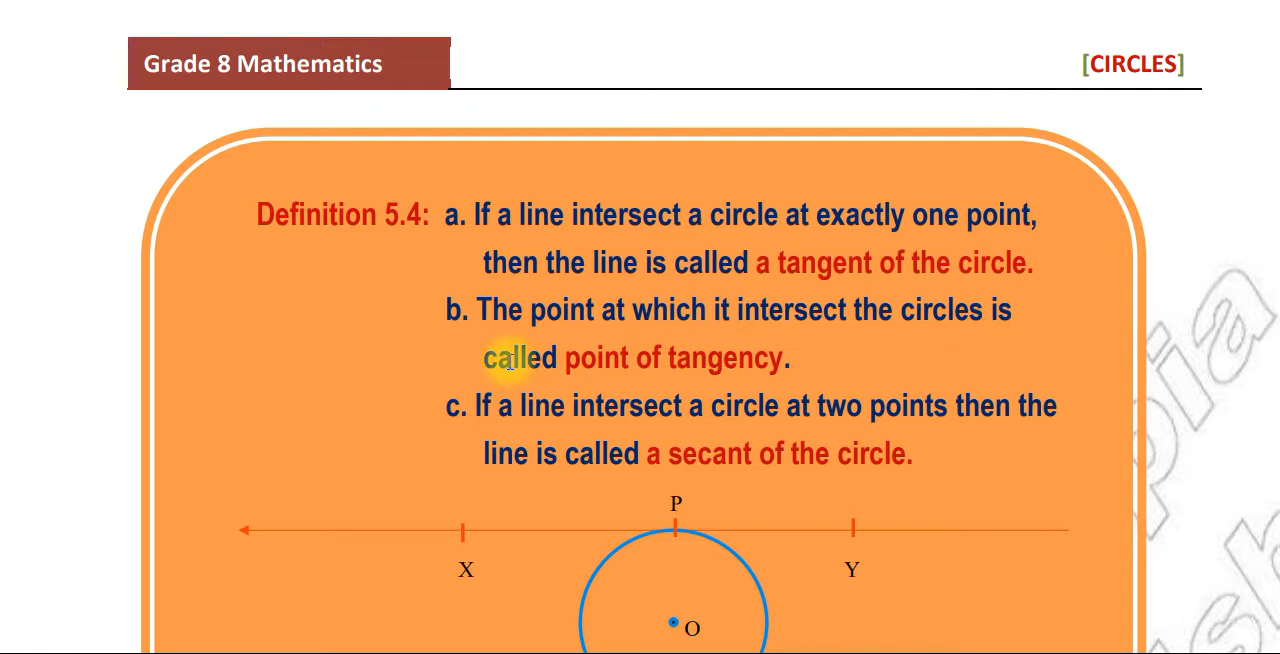 Grade 8 Mathematics
[CIRCLES]
Definition 5.4: a. If a line intersect a circle at exactly one point,
then the line is called a tangent of the circle.
b. The point at which it intersect the circles is
called point of tangency.
c. If a line intersect a circle at two points then the
line is called a secant of the circle.
P
X
Y
O